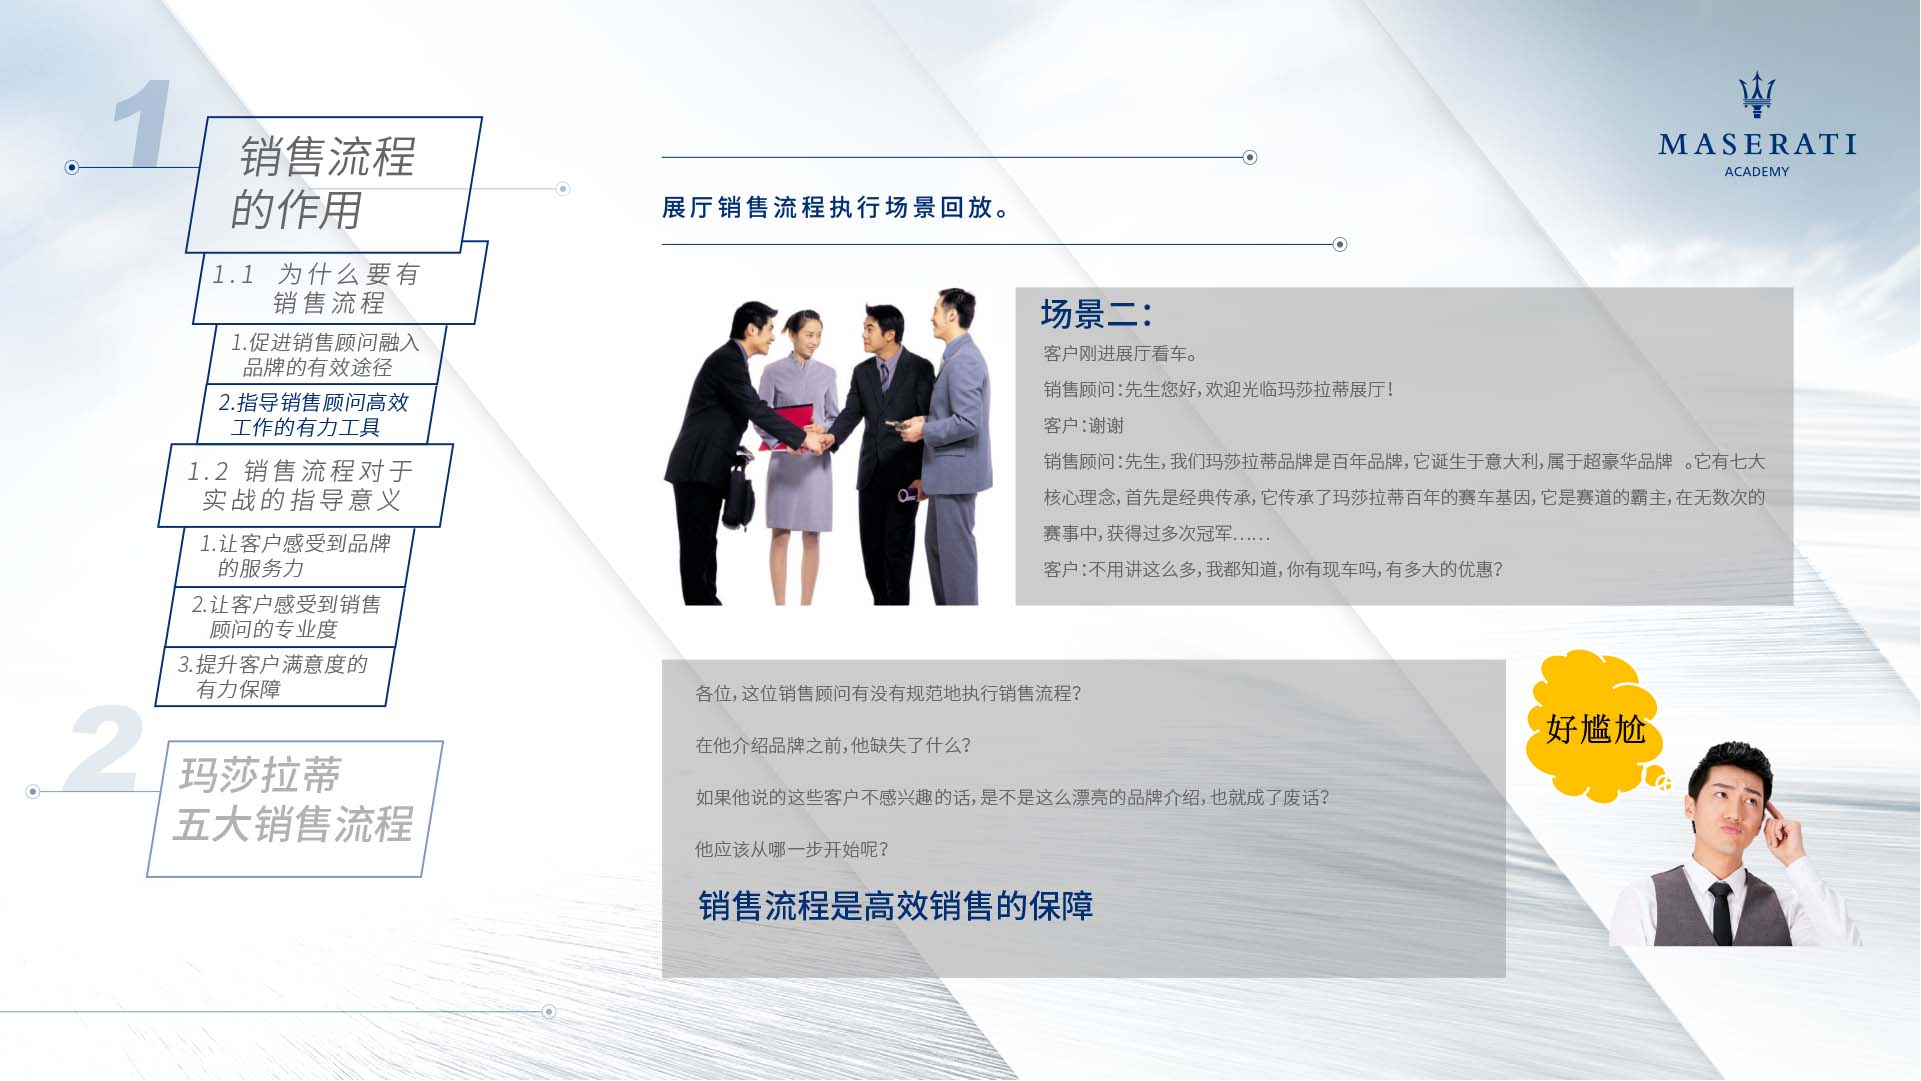 1
销售流程
的作用
1.1 为什么要有
销售流程
1.促进销售顾问融入
品牌的有效途径
2.指导销售顾问高效
工作的有力工具
1.2 销售流程对于
实战的指导意义
1.让客户感受到品牌
的服务力
2.让客户感受到销售
顾问的专业度
3.提升客户满意度的
有力保障
2
玛莎拉蒂
五大销售流程
MASERATI
ACADEMY
展厅销售流程执行场景回放。
场景二：
客户刚进展厅看车。
销售顾问：先生您好，欢迎光临玛莎拉蒂展厅！
客户：谢谢
销售顾问：先生，我们玛莎拉蒂品牌是百年品牌，它诞生于意大利，属于超豪华品牌 。它有七大
核心理念，首先是经典传承，它传承了玛莎拉蒂百年的赛车基因，它是赛道的霸主，在无数次的
赛事中，获得过多次冠军……
客户：不用讲这么多，我都知道，你有现车吗，有多大的优惠？
各位，这位销售顾问有没有规范地执行销售流程？
在他介绍品牌之前，他缺失了什么？
如果他说的这些客户不感兴趣的话，是不是这么漂亮的品牌介绍，也就成了废话？
他应该从哪一步开始呢？
销售流程是高效销售的保障
好尴尬